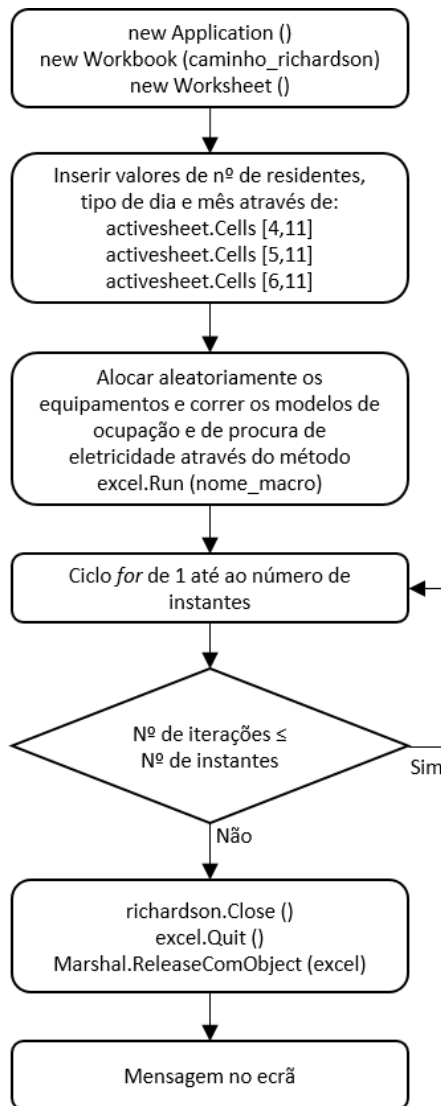 new Application ()
new Workbook (caminho_richardson)
new Worksheet ()
Inserir valores de nº de residentes,
tipo de dia e mês através de:
activesheet.Cells [4,11]
activesheet.Cells [5,11]
activesheet.Cells [6,11]
Alocar aleatoriamente os
equipamentos e correr os modelos de
ocupação e de procura de
eletricidade através do método
excel.Run (nome_macro)
Ciclo for de 1 até ao número de
instantes
Nº de iterações ≤
Nº de instantes
Sim
Não
richardson.Close ()
excel.Quit ()
Marshal.ReleaseComObject (excel)
Mensagem no ecrã